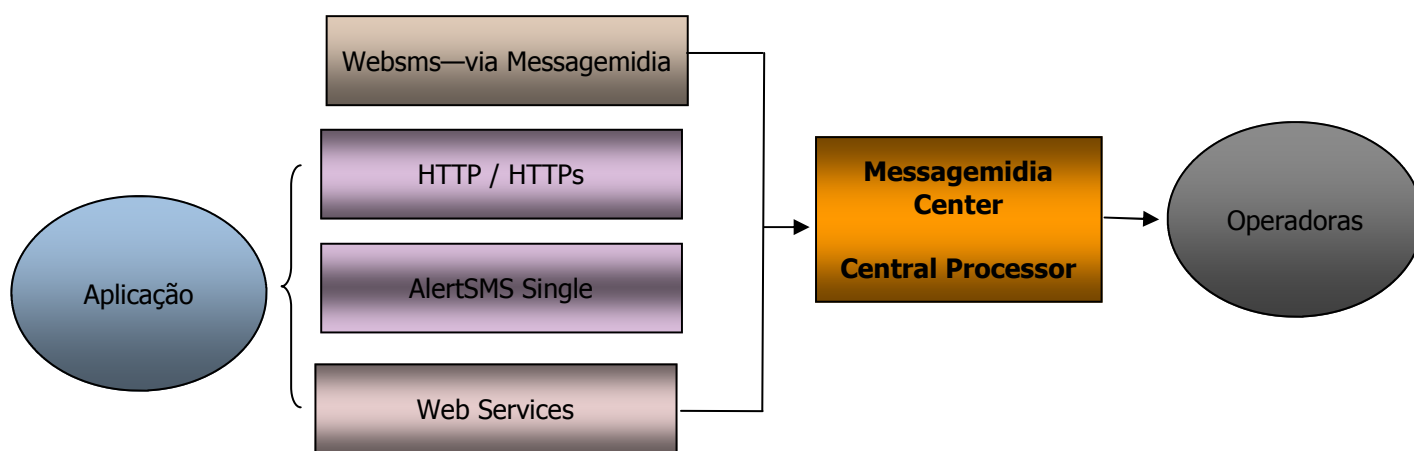 Websms—via Messagemidia
HTTP / HTTPs
AlertSMS Single
Web Services
Aplicação
Messagemidia
Center
Central Processor
Operadoras